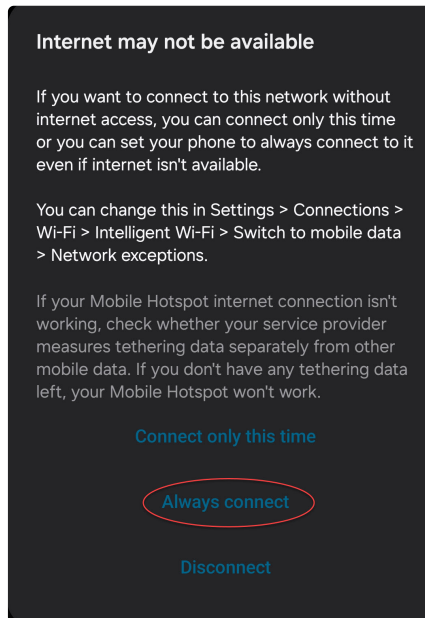 Internet may not be available
If you want to connect to this network without
internet access, you can connect only this time
or you can set your phone to always connect to it
even if internet isn't available.
You can change this in Settings > Connections >
Wi-Fi > Intelligent Wi-Fi > Switch to mobile data
> Network exceptions.
If your Mobile Hotspot internet connection isn't
working, check whether your service provider
measures tethering data separately from other
mobile data. If you don't have any tethering data
left, your Mobile Hotspot won't work.
Connect only this time
Always connect
Disconnect